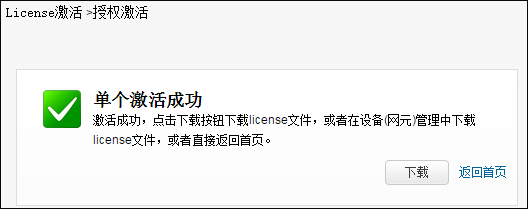 License激活 >授权激活
单个激活成功
激活成功，点击下载按钮下载license文件，或者在设备(网元)管理中下载
license文件，或者直接返回首页。
下载 返回首页